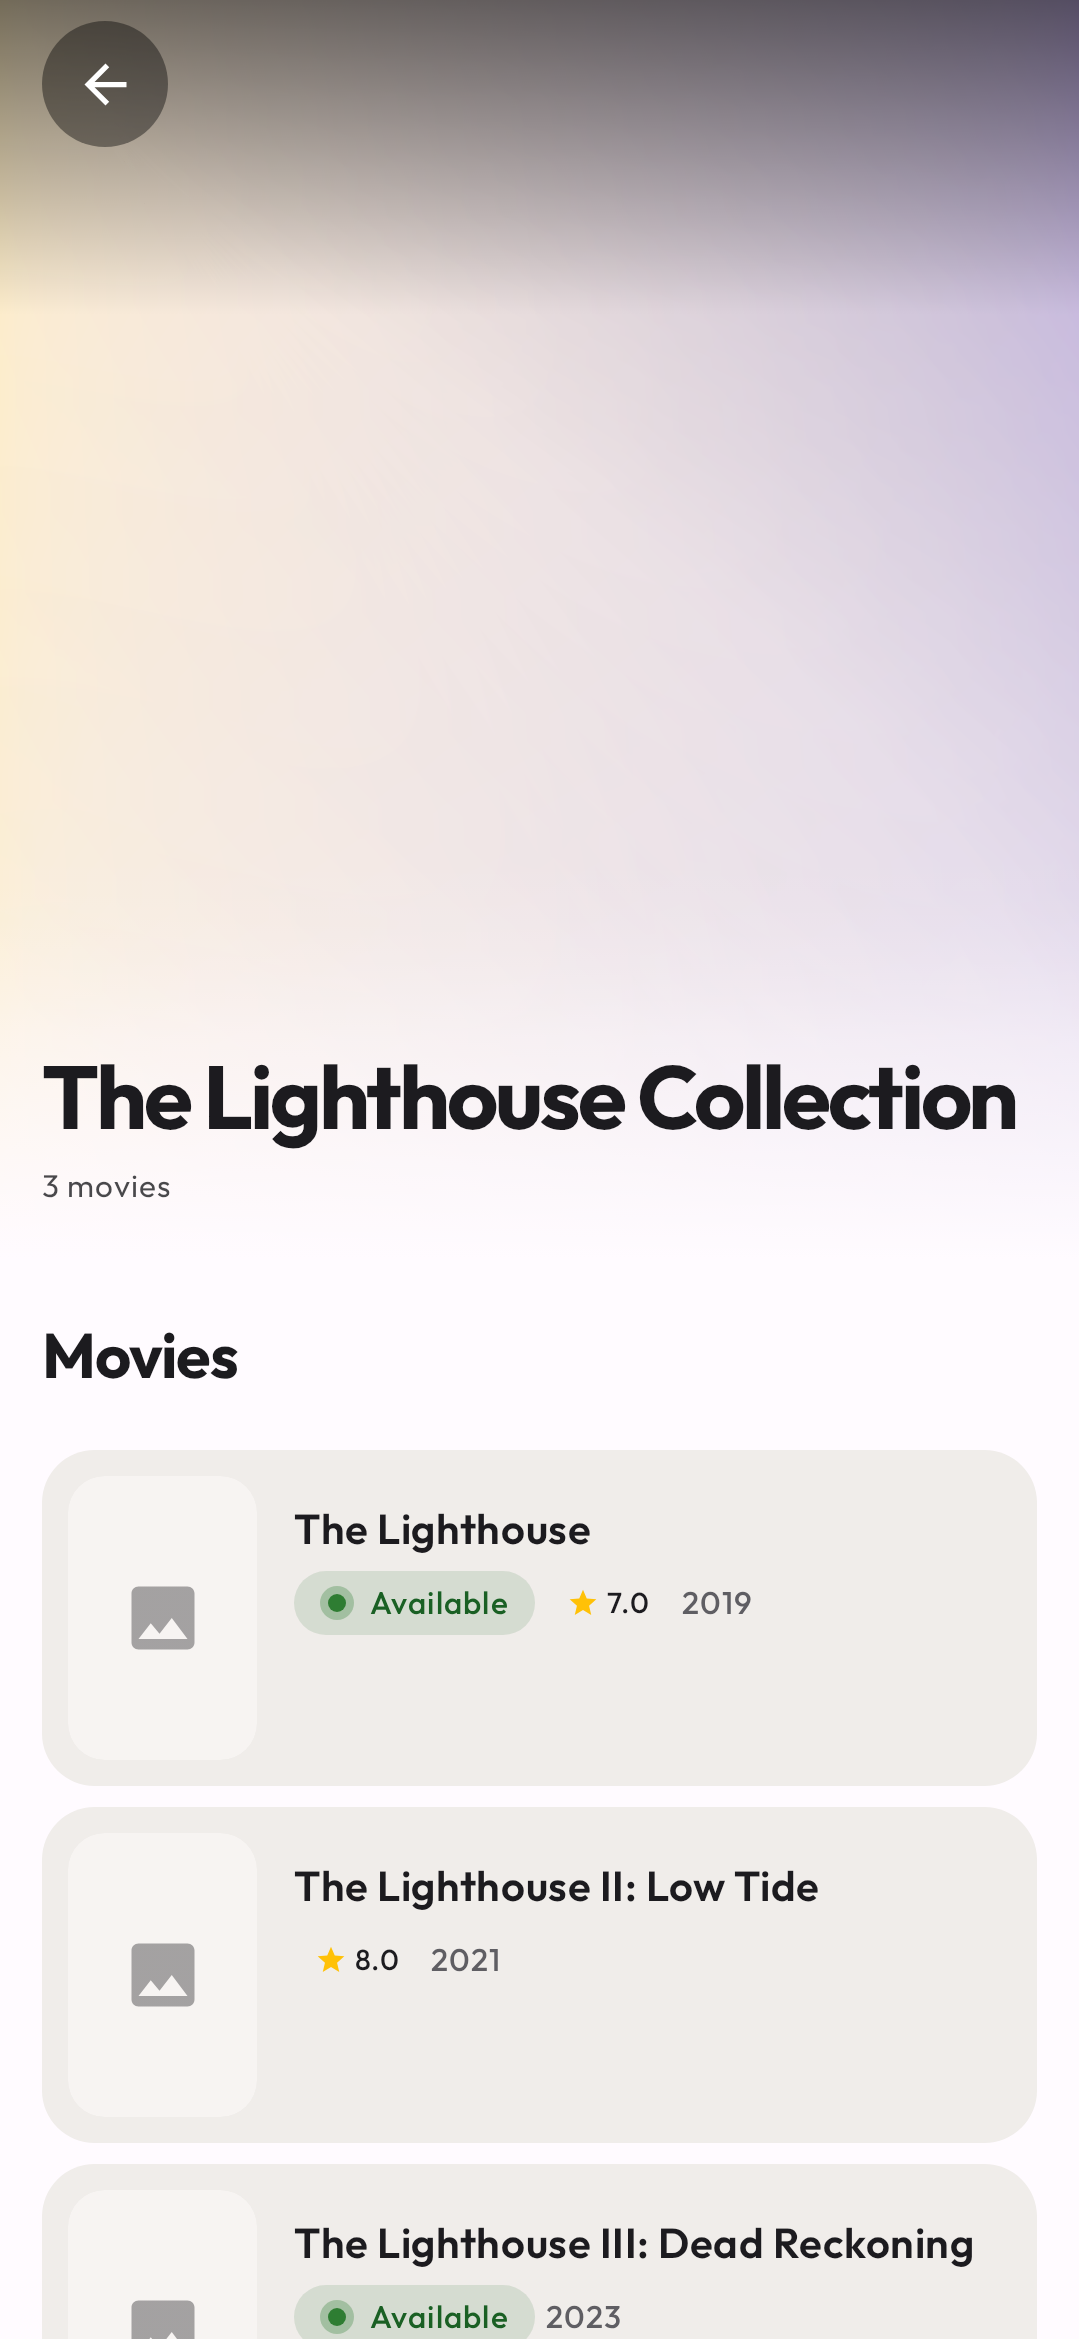 The Lighthouse Collection
3 movies
Movies
The Lighthouse
Available 7.0 2019
The Lighthouse II: Low Tide
8.0 2021
The Lighthouse III: Dead Reckoning
Available 2023